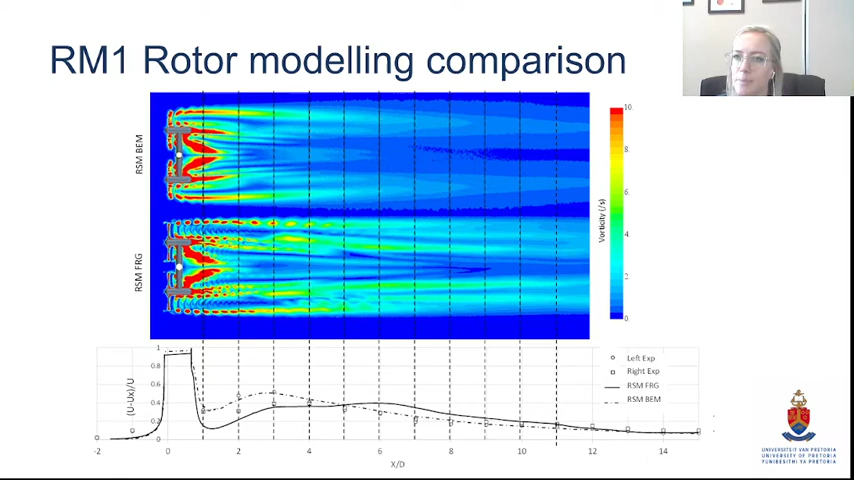 RM1 Rotor modelling comparison
RSM BEM
RSM FRG
10.
8
6
4
2
0
Vorticity (/s)
(U-Ux)/U
1
0.8
0.6
0.4
0.2
0
-2
0
2
4
6
8
10
12
14
X/D
Left Exp
Right Exp
RSM FRG
RSM BEM
UNIVERSITEIT VAN PRETORIA
UNIVERSITY OF PRETORIA
YUNIBESITHI YA PRETORIA